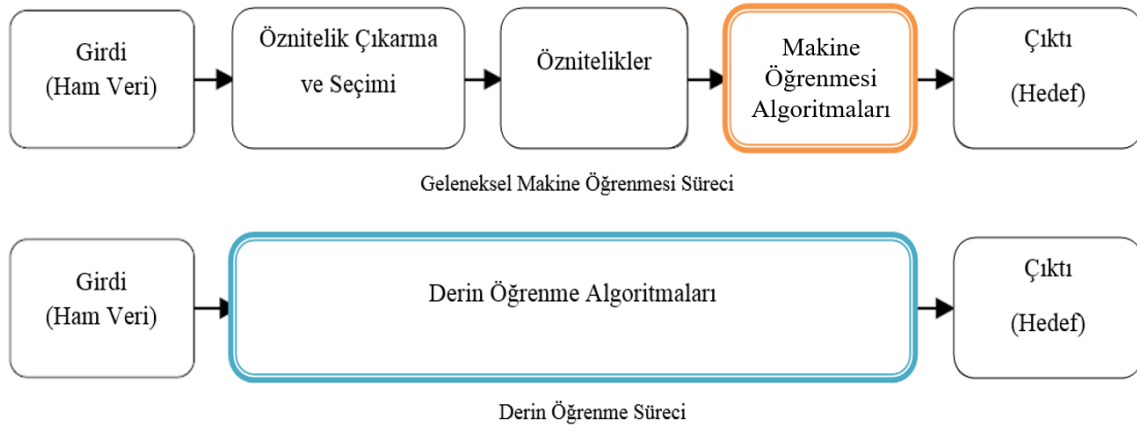 Girdi
(Ham Veri)
Öznitelik Çıkarma
ve Seçimi
Öznitelikler
Makine
Öğrenmesi
Algoritmaları
Çıktı
(Hedef)
Geleneksel Makine Öğrenmesi Süreci
Girdi
(Ham Veri)
Derin Öğrenme Algoritmaları
Çıktı
(Hedef)
Derin Öğrenme Süreci